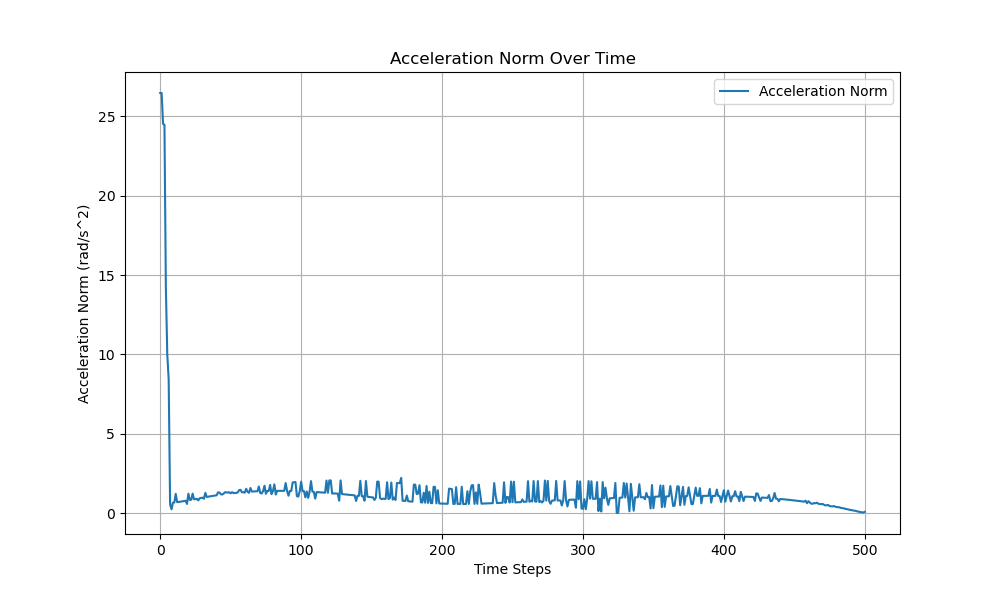 Acceleration Norm Over Time
Acceleration Norm
Acceleration Norm (rad/s^2)
25
20
15
10
5
0
0 100 200 300 400 500
Time Steps